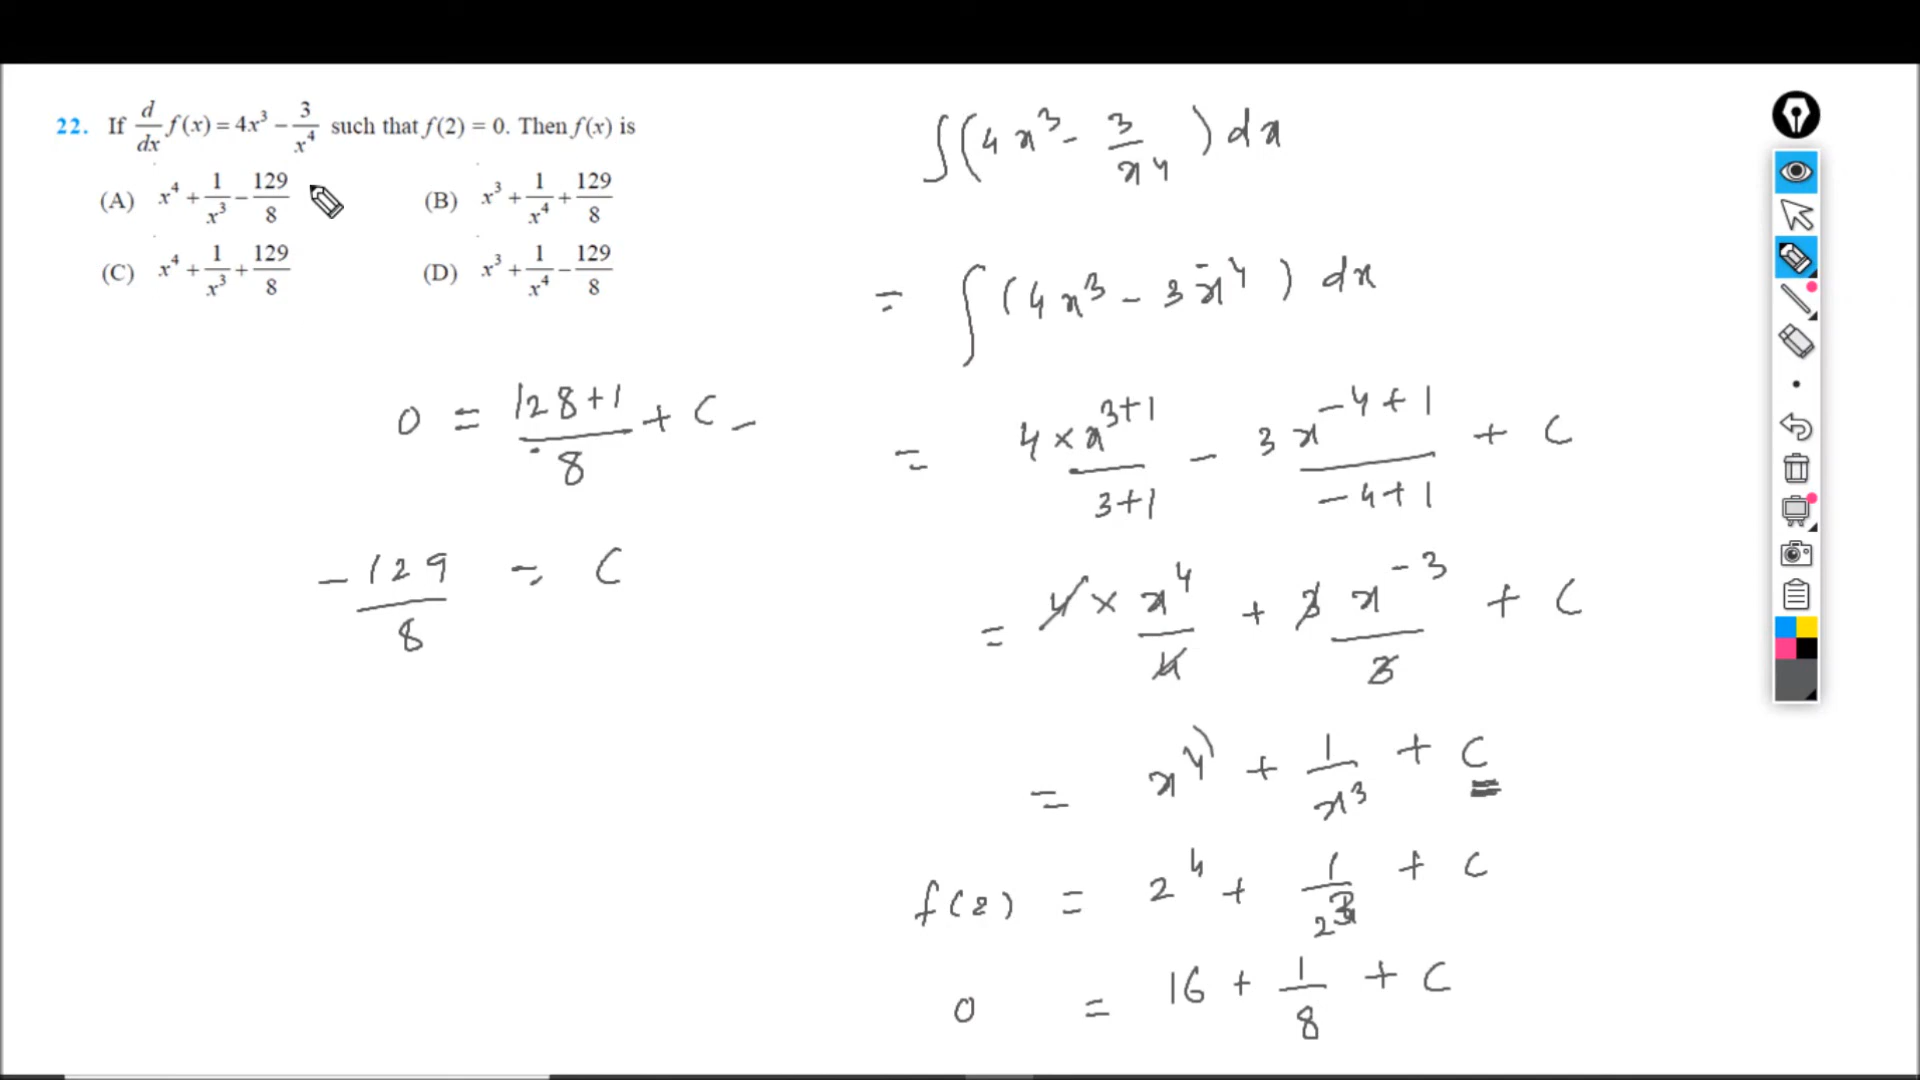 22. If d/dx f(x) = 4x³ − 3/x⁴ such that f(2) = 0. Then f(x) is
(A) x⁴ + 1/x³ − 129/8 (B) x³ + 1/x⁴ + 129/8
(C) x⁴ + 1/x³ + 129/8 (D) x³ + 1/x⁴ − 129/8
0 = (128+1)/8 + C
−129/8 = C
∫(4x³ − 3/x⁴) dx
= ∫(4x³ − 3x⁻⁴) dx
= 4 × x³⁺¹/(3+1) − 3 x⁻⁴⁺¹/(−4+1) + C
= 4 × x⁴/4 + 3 x⁻³/3 + C
= x⁴ + 1/x³ + C
f(2) = 2⁴ + 1/2³ + C
0 = 16 + 1/8 + C